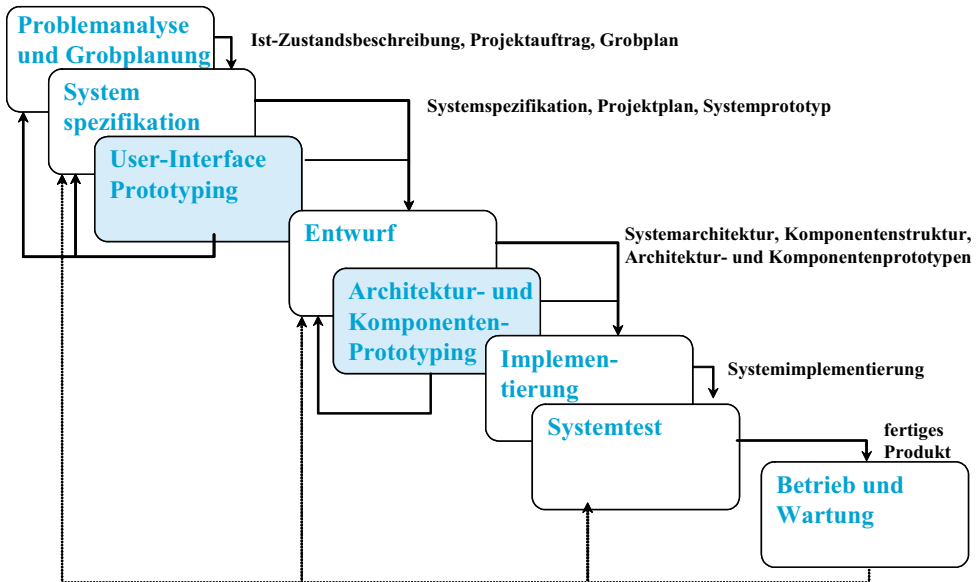 Problemanalyse
und Grobplanung
Ist-Zustandsbeschreibung, Projektauftrag, Grobplan
System
spezifikation
Systemspezifikation, Projektplan, Systemprototyp
User-Interface
Prototyping
Entwurf
Systemarchitektur, Komponentenstruktur,
Architektur- und Komponentenprototypen
Architektur- und
Komponenten-
Prototyping
Implemen-
tierung
Systemimplementierung
Systemtest
fertiges
Produkt
Betrieb und
Wartung